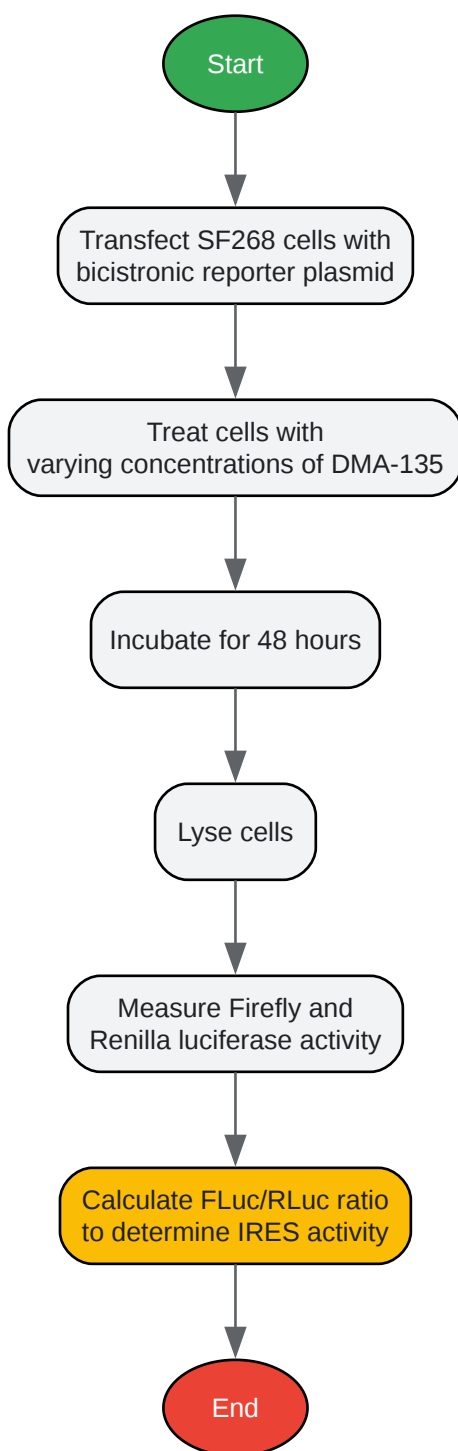 Start
Transfect SF268 cells with
bicistronic reporter plasmid
Treat cells with
varying concentrations of DMA-135
Incubate for 48 hours
Lyse cells
Measure Firefly and
Renilla luciferase activity
Calculate FLuc/RLuc ratio
to determine IRES activity
End